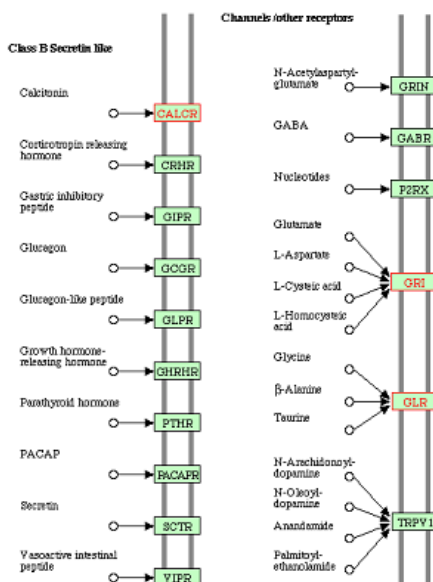 Class B Secretin like
Calcitonin
CALCR
Corticotropin releasing
hormone
CRHR
Gastric inhibitory
peptide
GIPR
Glucagon
GCGR
Glucagon-like peptide
GLPR
Growth hormone-
releasing hormone
GHRHR
Parathyroid hormone
PTHR
PACAP
PACAPR
Secretin
SCTR
Vasoactive intestinal
peptide
VIPR
Channels/other receptors
N-Acetylaspartyl-
glutamate
GRIN
GABA
GABR
Nucleotides
P2RX
Glutamate
L-Aspartate
L-Cysteic acid
L-Homocysteic
acid
GRI
Glycine
β-Alanine
Taurine
GLR
N-Arachidonoyl-
dopamine
N-Oleoyl-
dopamine
Anandamide
Palmitoyl-
ethanolamide
TRPV1